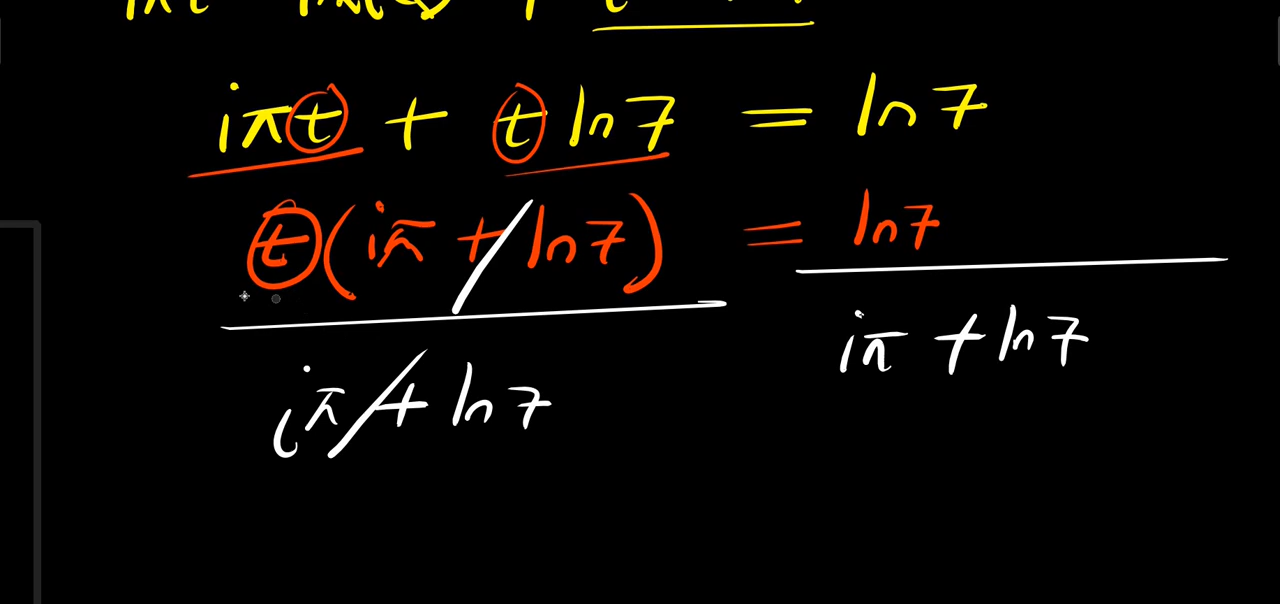 iπt + t ln7 = ln7
t(iπ + ln7) = ln7
iπ + ln7 iπ + ln7